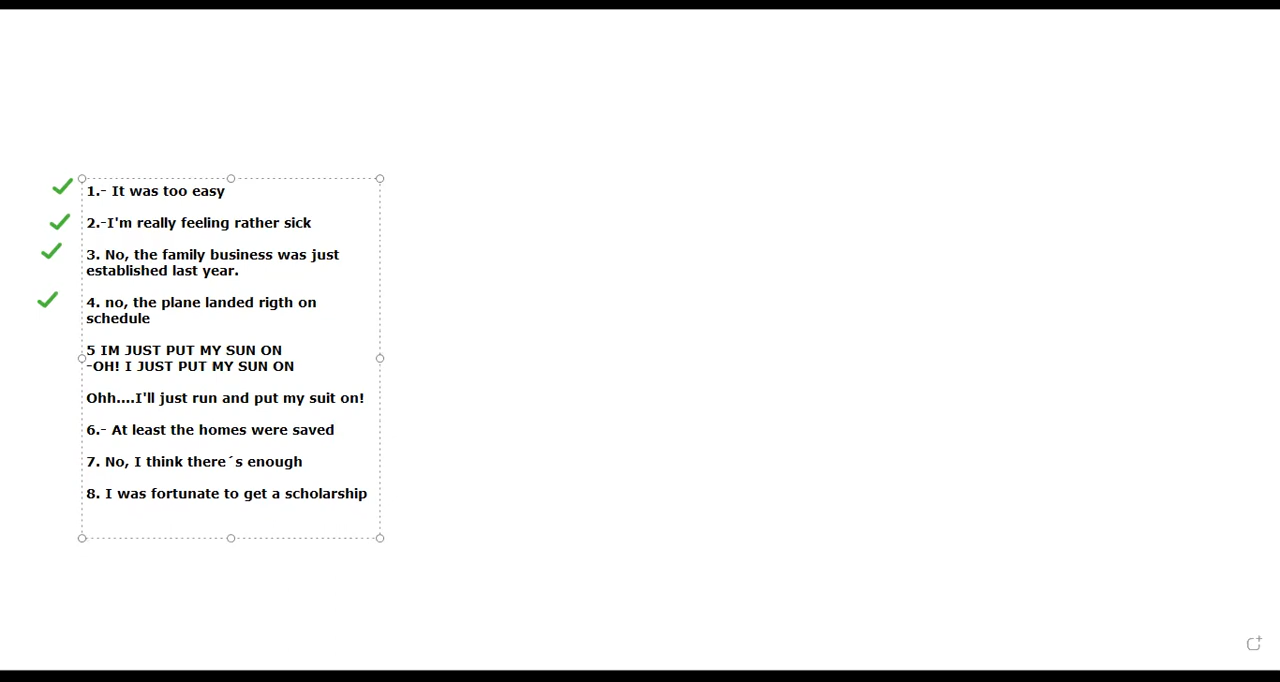 1.- It was too easy
2.-I'm really feeling rather sick
3. No, the family business was just
established last year.
4. no, the plane landed rigth on
schedule
5 IM JUST PUT MY SUN ON
-OH! I JUST PUT MY SUN ON
Ohh....I'll just run and put my suit on!
6.- At least the homes were saved
7. No, I think there´s enough
8. I was fortunate to get a scholarship